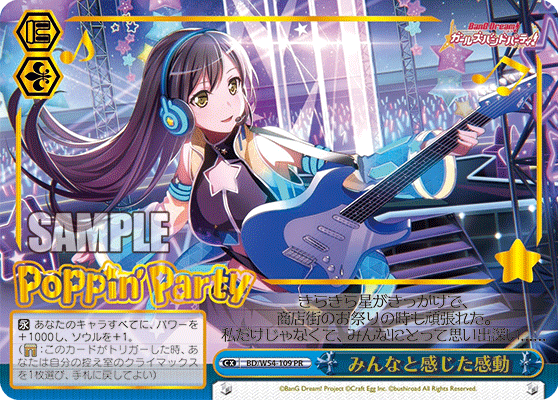 BanG Dream!
ガールズバンドパーティ!
SAMPLE
Poppin'Party
きらきら星がきっかけで、
商店街のお祭りの時も頑張れた。
私だけじゃなくて、みんなにとって思い出深い……
永 あなたのキャラすべてに、パワーを
+1000し、ソウルを+1。
(:このカードがトリガーした時、あ
なたは自分の控え室のクライマックス
を1枚選び、手札に戻してよい)
CX BD/W54-109 PR みんなと感じた感動
©BanG Dream! Project ©Craft Egg Inc. ©bushiroad All Rights Reserved.